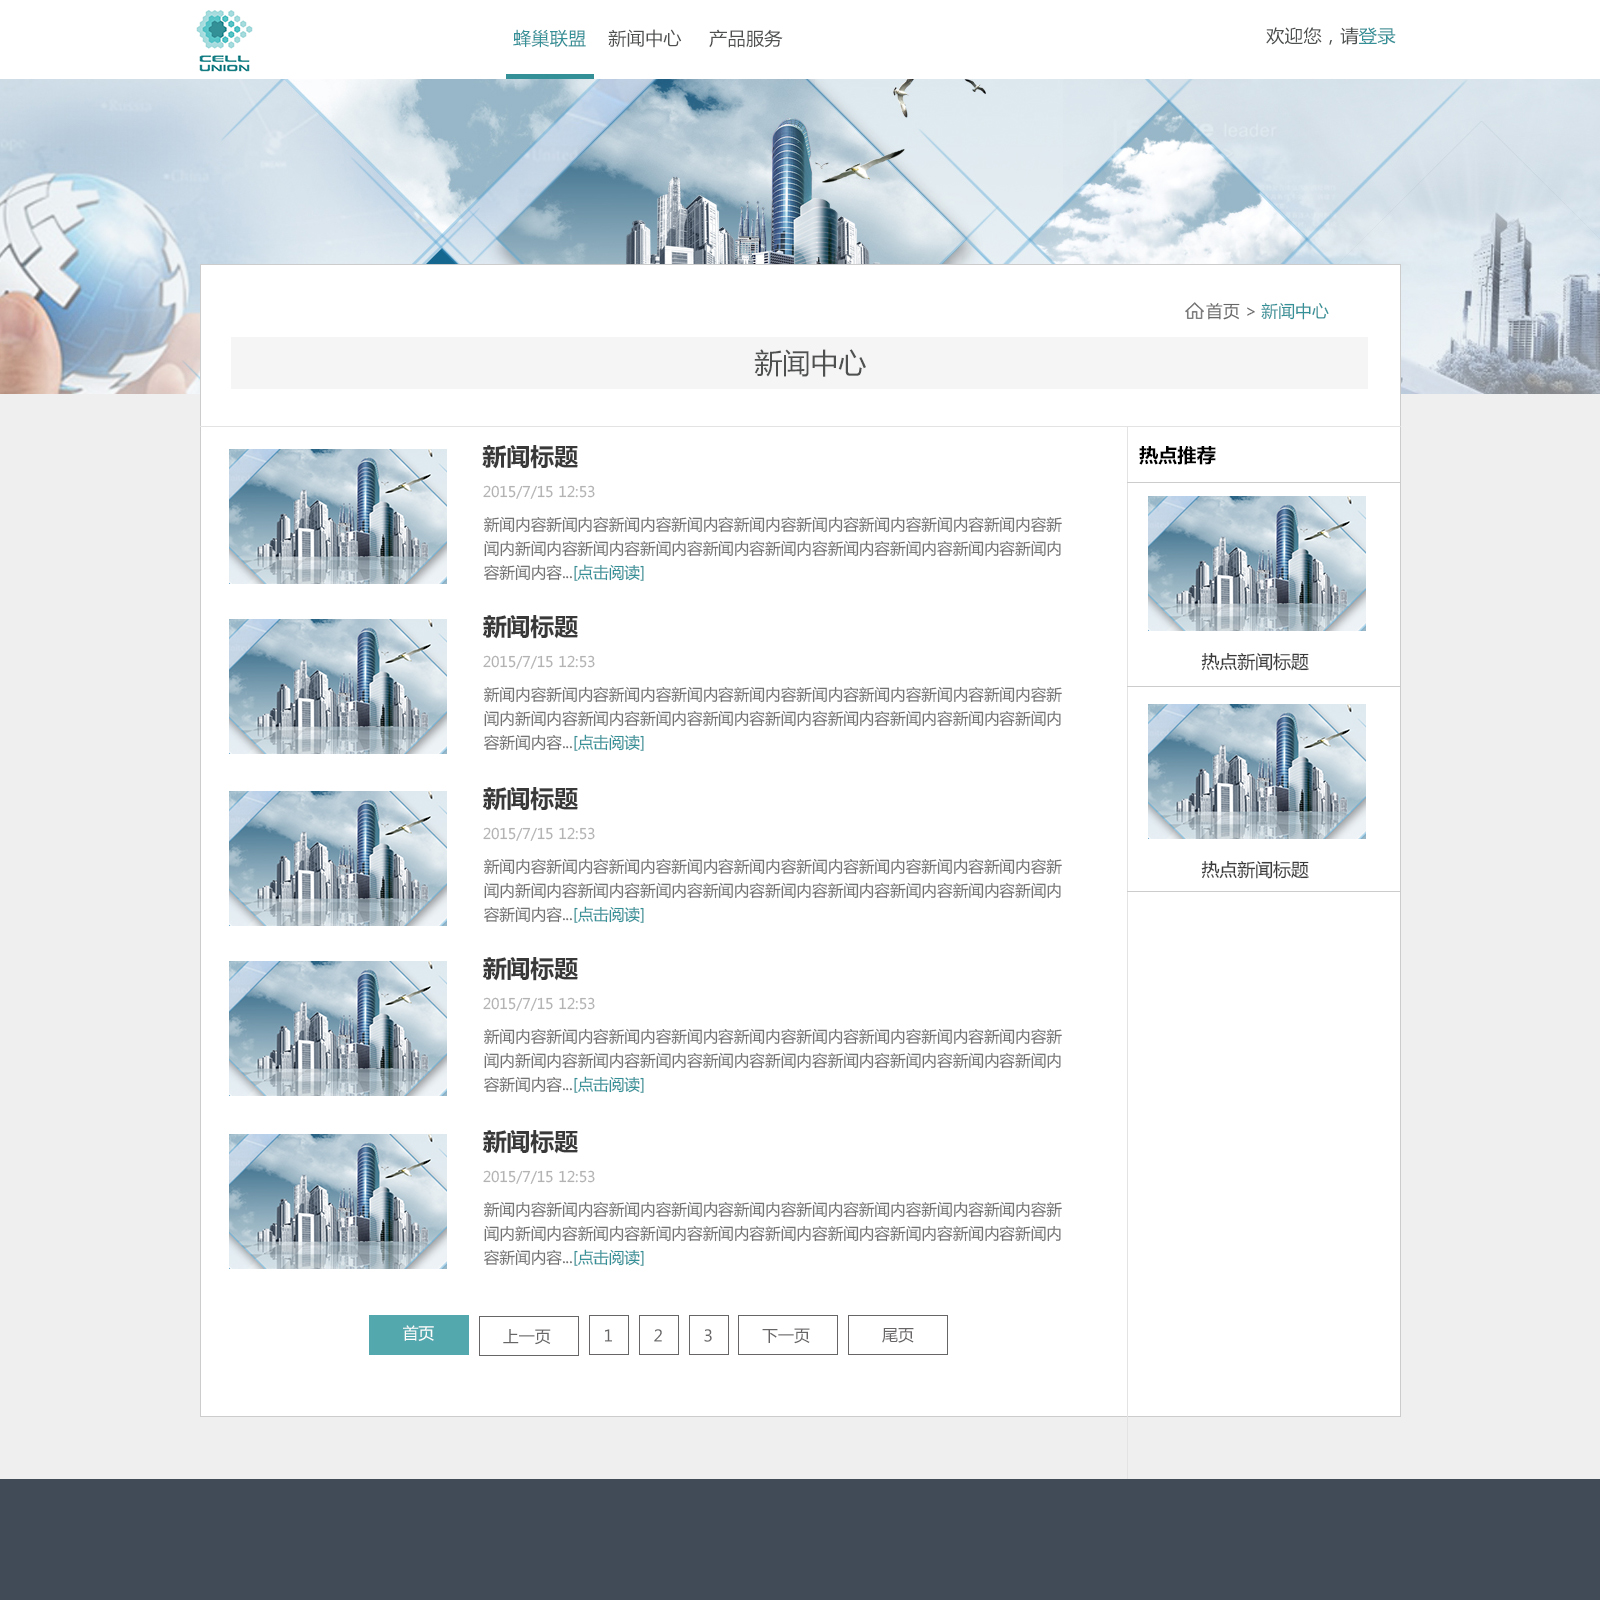 CELL
UNION
蜂巢联盟 新闻中心 产品服务
欢迎您，请登录
•Russia
•China
leader
首页 > 新闻中心
新闻中心
新闻标题
2015/7/15 12:53
新闻内容新闻内容新闻内容新闻内容新闻内容新闻内容新闻内容新闻内容新闻内容新
闻内新闻内容新闻内容新闻内容新闻内容新闻内容新闻内容新闻内容新闻内容新闻内
容新闻内容...[点击阅读]
新闻标题
2015/7/15 12:53
新闻内容新闻内容新闻内容新闻内容新闻内容新闻内容新闻内容新闻内容新闻内容新
闻内新闻内容新闻内容新闻内容新闻内容新闻内容新闻内容新闻内容新闻内容新闻内
容新闻内容...[点击阅读]
新闻标题
2015/7/15 12:53
新闻内容新闻内容新闻内容新闻内容新闻内容新闻内容新闻内容新闻内容新闻内容新
闻内新闻内容新闻内容新闻内容新闻内容新闻内容新闻内容新闻内容新闻内容新闻内
容新闻内容...[点击阅读]
新闻标题
2015/7/15 12:53
新闻内容新闻内容新闻内容新闻内容新闻内容新闻内容新闻内容新闻内容新闻内容新
闻内新闻内容新闻内容新闻内容新闻内容新闻内容新闻内容新闻内容新闻内容新闻内
容新闻内容...[点击阅读]
新闻标题
2015/7/15 12:53
新闻内容新闻内容新闻内容新闻内容新闻内容新闻内容新闻内容新闻内容新闻内容新
闻内新闻内容新闻内容新闻内容新闻内容新闻内容新闻内容新闻内容新闻内容新闻内
容新闻内容...[点击阅读]
首页 上一页 1 2 3 下一页 尾页
热点推荐
热点新闻标题
热点新闻标题